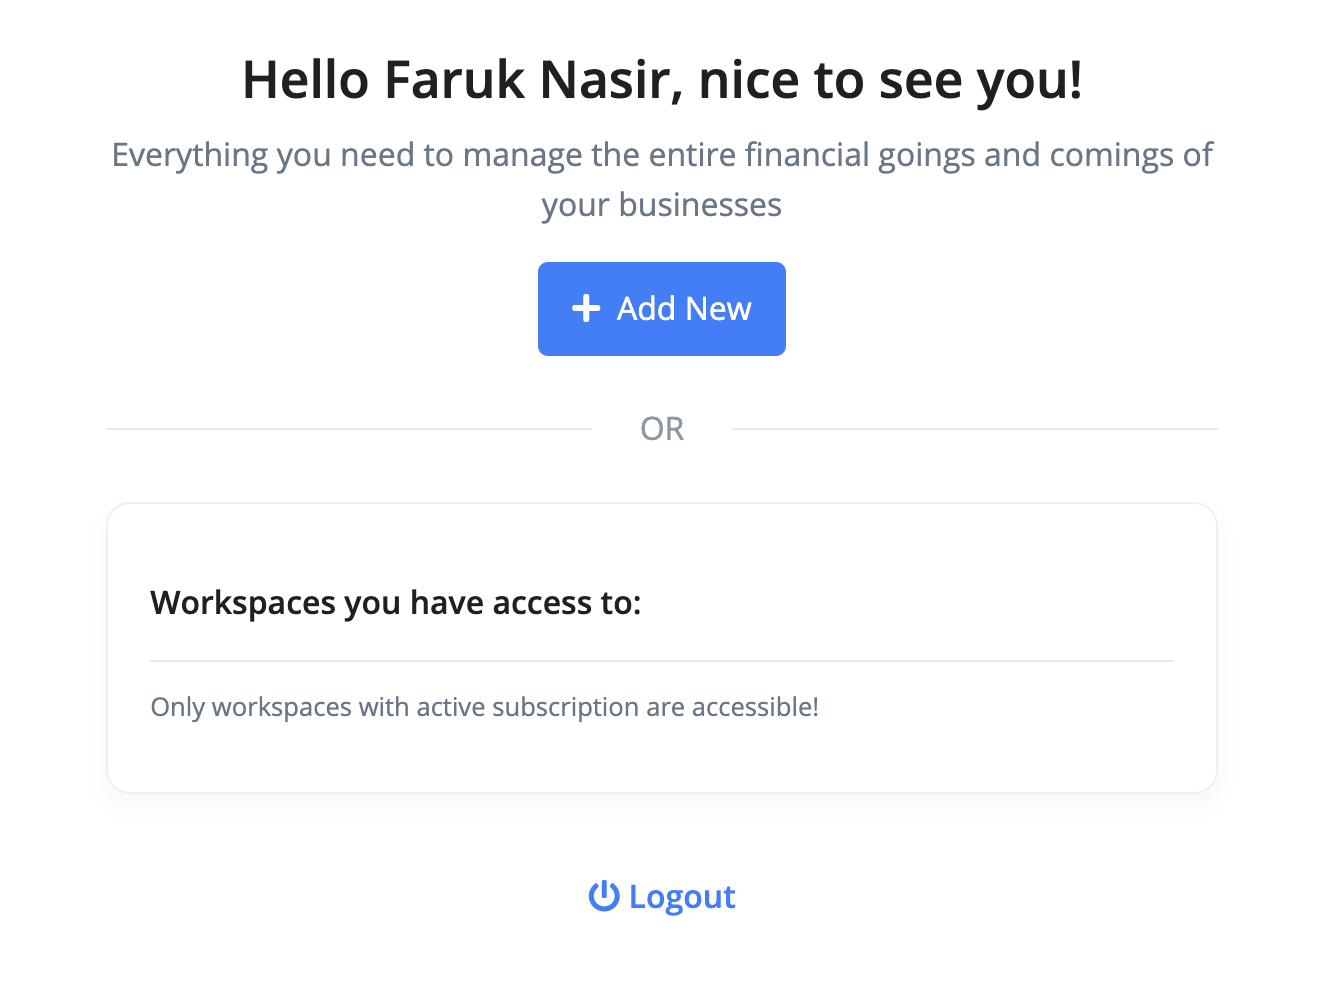 Hello Faruk Nasir, nice to see you!
Everything you need to manage the entire financial goings and comings of
your businesses
Add New
OR
Workspaces you have access to:
Only workspaces with active subscription are accessible!
Logout